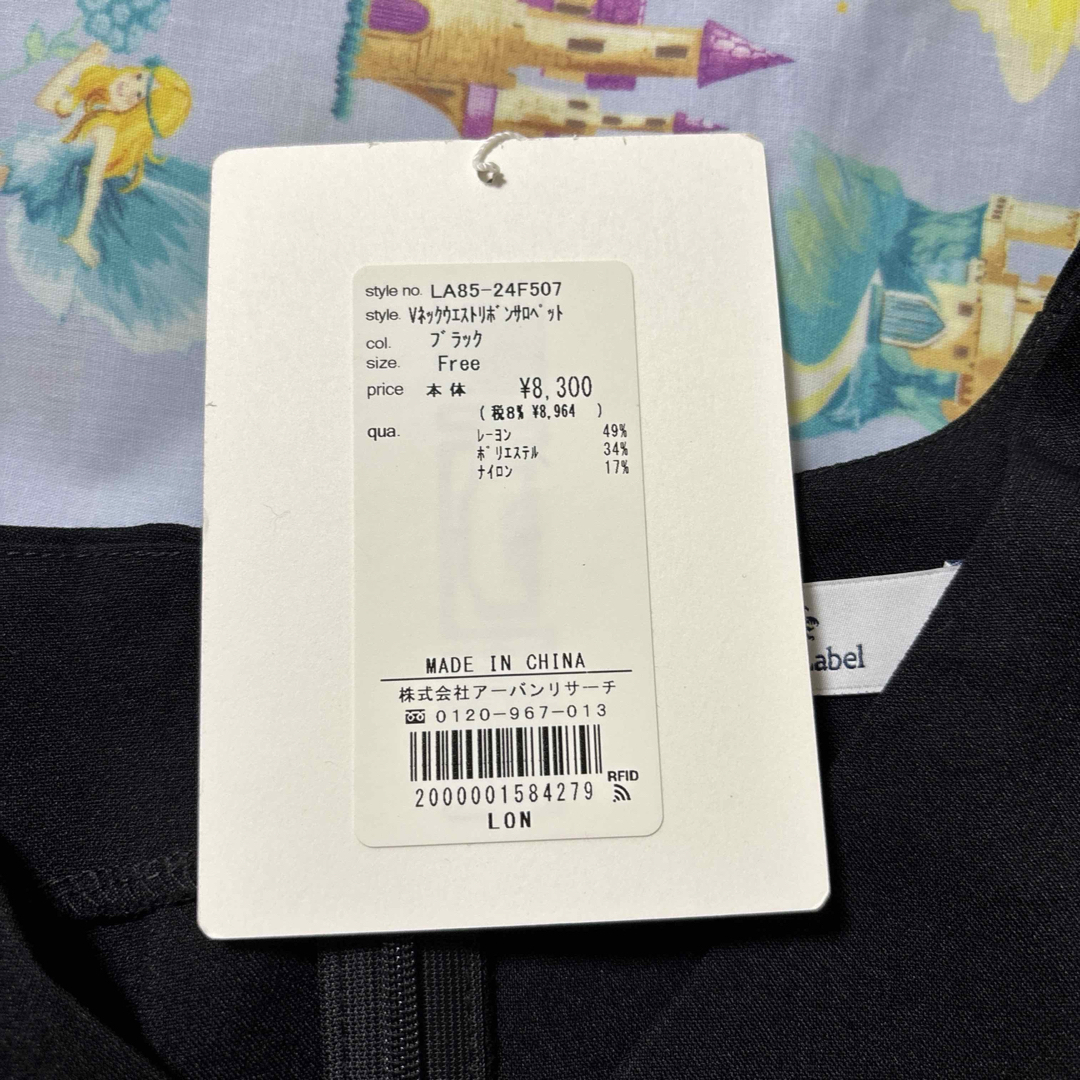 style no. LA85-24F507
style. Vﾈｯｸｳｴｽﾄﾘﾎﾞﾝｻﾛﾍﾟｯﾄ
col. ﾌﾞﾗｯｸ
size. Free
price 本体 ¥8,300
(税8% ¥8,964 )
qua. ﾚｰﾖﾝ 49%
ﾎﾟﾘｴｽﾃﾙ 34%
ﾅｲﾛﾝ 17%
MADE IN CHINA
株式会社アーバンリサーチ
0120-967-013
RFID
2000001584279
LON
Label